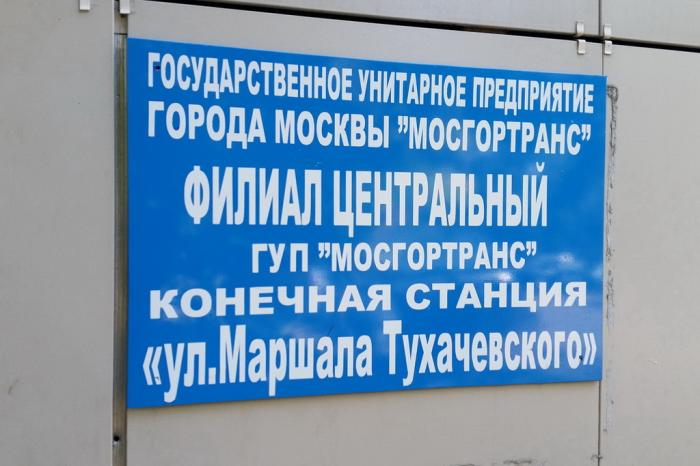 ГОСУДАРСТВЕННОЕ УНИТАРНОЕ ПРЕДПРИЯТИЕ
ГОРОДА МОСКВЫ ”МОСГОРТРАНС”
ФИЛИАЛ ЦЕНТРАЛЬНЫЙ
ГУП ”МОСГОРТРАНС”
КОНЕЧНАЯ СТАНЦИЯ
«ул.Маршала Тухачевского»